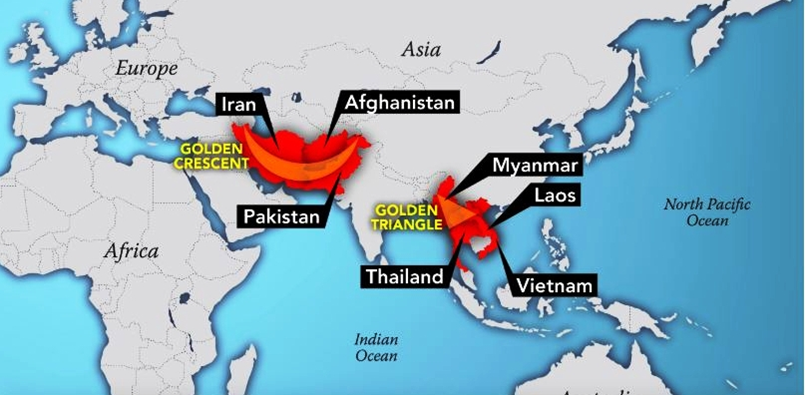 Asia
Europe
Iran
Afghanistan
GOLDEN
CRESCENT
Pakistan
Myanmar
Laos
GOLDEN
TRIANGLE
North Pacific
Ocean
Africa
Thailand
Vietnam
Indian
Ocean